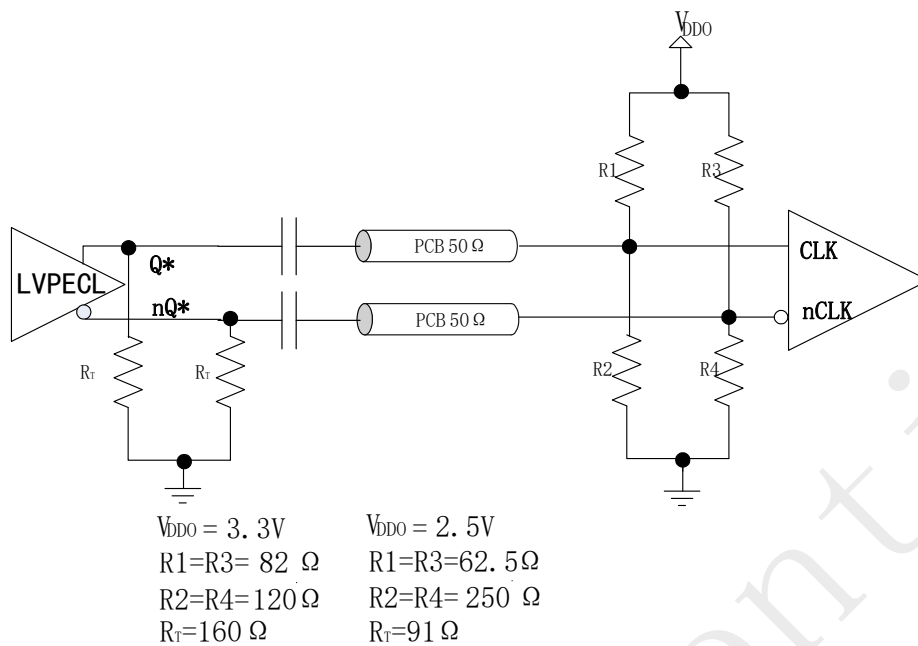 VDDO
R1
R3
PCB 50 Ω
CLK
Q*
LVPECL
nQ*
nCLK
PCB 50 Ω
RT
RT
R2
R4
VDDO = 3.3V
R1=R3= 82 Ω
R2=R4=120Ω
RT=160 Ω
VDDO = 2.5V
R1=R3=62.5Ω
R2=R4= 250 Ω
RT=91 Ω